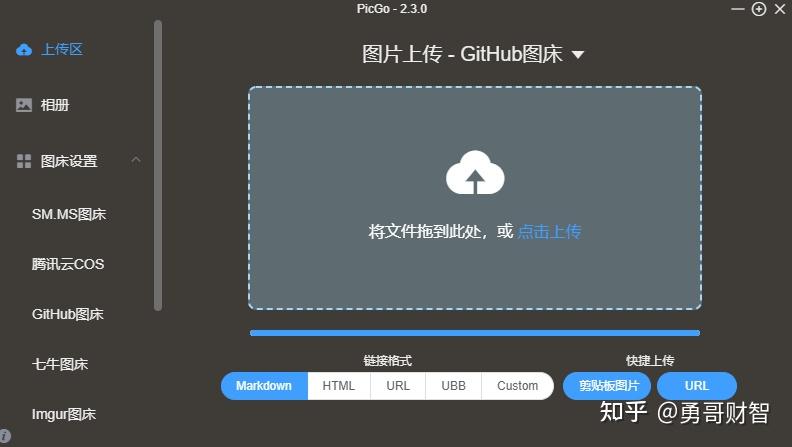 PicGo - 2.3.0
上传区
相册
图床设置
SM.MS图床
腾讯云COS
GitHub图床
七牛图床
Imgur图床
图片上传 - GitHub图床
将文件拖到此处，或 点击上传
链接格式
快捷上传
Markdown HTML URL UBB Custom
剪贴板图片 URL
知乎 @勇哥财智